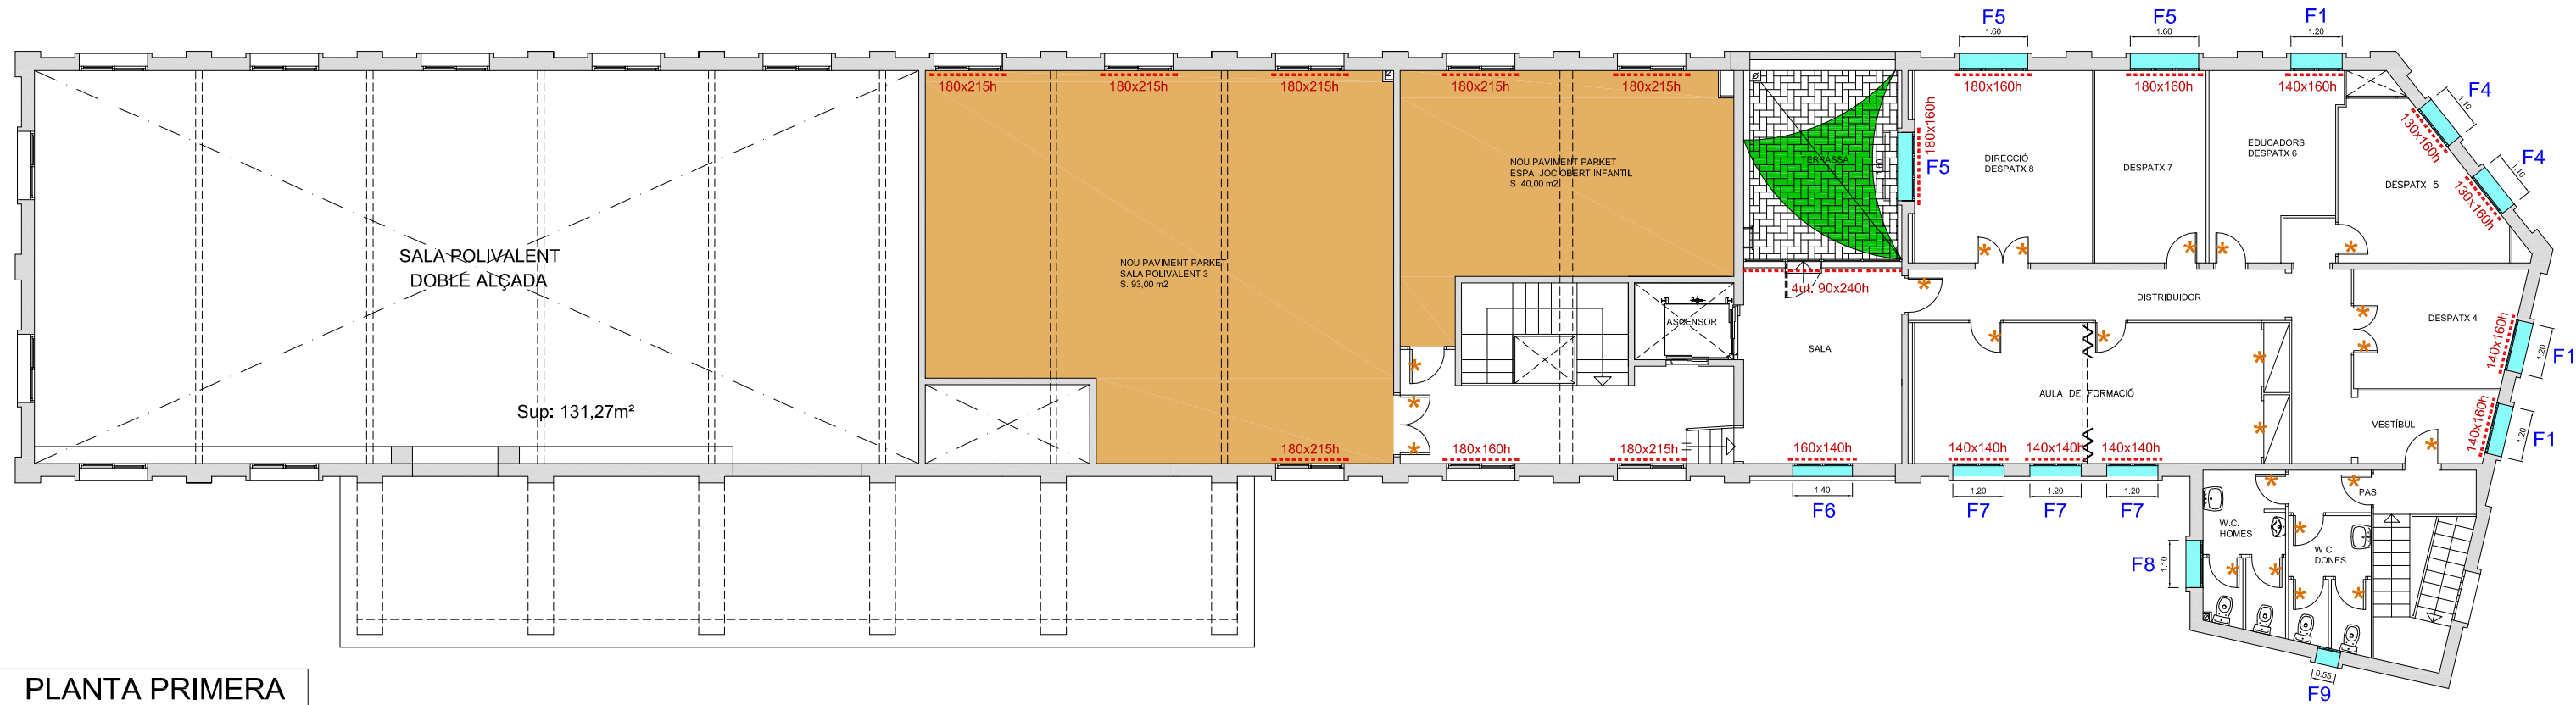 F5
F5
F1
1.60
1.60
1.20
180x215h
180x215h
180x215h
180x215h
180x215h
180x160h
180x160h
140x160h
F4
1.10
130x160h
F4
1.10
130x160h
180x160h
F5
1.60
TERRASSA
NOU PAVIMENT PARKET
ESPAI JOC OBERT INFANTIL
S. 40,00 m2
DIRECCIÓ
DESPATX 8
DESPATX 7
EDUCADORS
DESPATX 6
DESPATX 5
SALA POLIVALENT
DOBLE ALÇADA
NOU PAVIMENT PARKET
SALA POLIVALENT 3
S. 93,00 m2
4ut. 90x240h
DISTRIBUIDOR
ASCENSOR
SALA
DESPATX 4
140x160h
1.20
F1
AULA DE FORMACIÓ
Sup: 131,27m²
VESTÍBUL
140x160h
1.20
F1
180x215h
180x160h
180x215h
160x140h
140x140h
140x140h
140x140h
1.40
1.20
1.20
1.20
F6
F7
F7
F7
PAS
W.C.
HOMES
W.C.
DONES
F8
1.10
0.55
F9
PLANTA PRIMERA